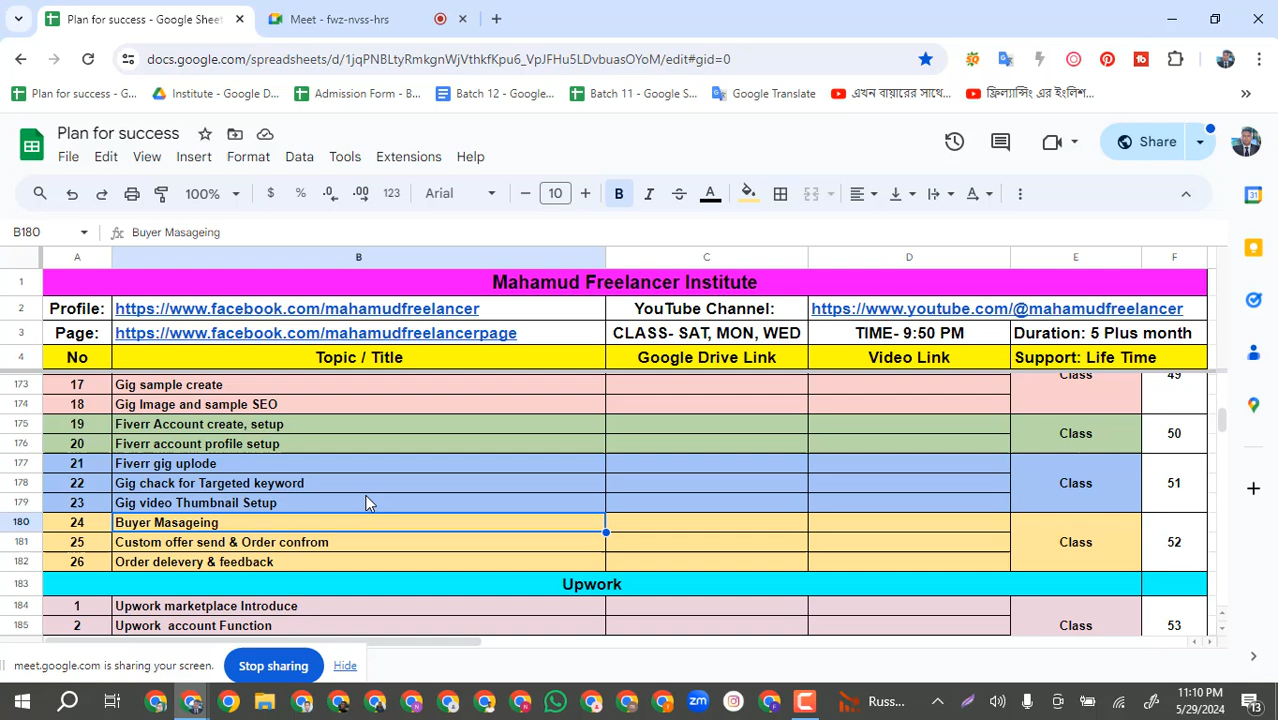 Plan for success - Google Sheet
Meet - fwz-nvss-hrs
docs.google.com/spreadsheets/d/1jqPNBLtyRmkgnWjVthkfKpu6_VpJFHu5LDvbuasOYoM/edit#gid=0
Plan for success - G...
Institute - Google D...
Admission Form - B...
Batch 12 - Google...
Batch 11 - Google S...
Google Translate
এখন বায়ারের সাথে...
ফ্রিল্যান্সিং এর ইংলিশ...
Plan for success
Share
File Edit View Insert Format Data Tools Extensions Help
100% $ % .0 .00 123 Arial 10 B I A
B180 fx Buyer Masageing
A B C D E F
1 Mahamud Freelancer Institute
2 Profile: https://www.facebook.com/mahamudfreelancer YouTube Channel: https://www.youtube.com/@mahamudfreelancer
3 Page: https://www.facebook.com/mahamudfreelancerpage CLASS- SAT, MON, WED TIME- 9:50 PM Duration: 5 Plus month
4 No Topic / Title Google Drive Link Video Link Support: Life Time
173 17 Gig sample create Class 49
174 18 Gig Image and sample SEO
175 19 Fiverr Account create, setup Class 50
176 20 Fiverr account profile setup
177 21 Fiverr gig uplode
178 22 Gig chack for Targeted keyword Class 51
179 23 Gig video Thumbnail Setup
180 24 Buyer Masageing
181 25 Custom offer send & Order confrom Class 52
182 26 Order delevery & feedback
183 Upwork
184 1 Upwork marketplace Introduce
185 2 Upwork account Function Class 53
meet.google.com is sharing your screen. Stop sharing Hide
zm
Russ...
11:10 PM
5/29/2024
13